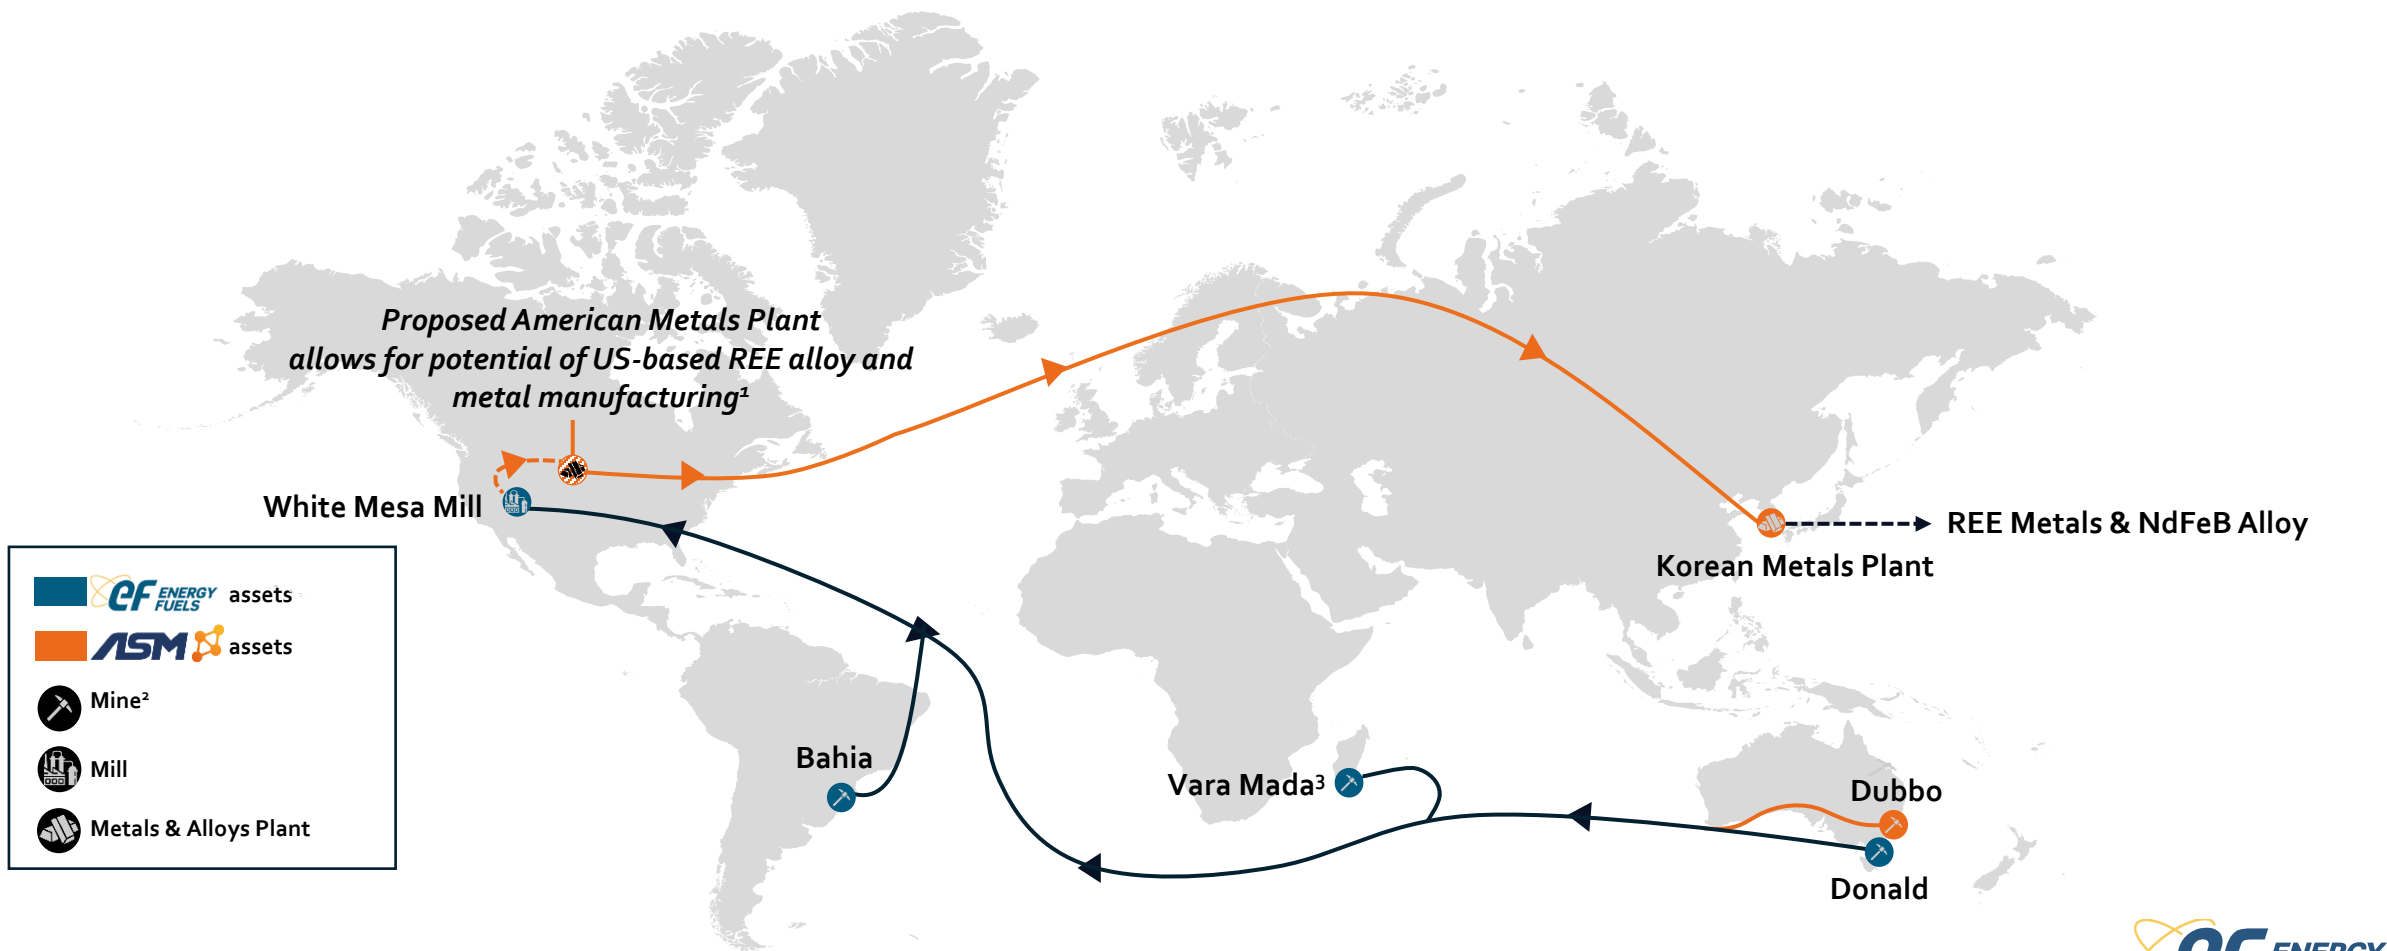 Proposed American Metals Plant
allows for potential of US-based REE alloy and
metal manufacturing¹
White Mesa Mill
REE Metals & NdFeB Alloy
Korean Metals Plant
eF ENERGY FUELS assets
ASM assets
Mine²
Mill
Metals & Alloys Plant
Bahia
Vara Mada³
Dubbo
Donald
ENERGY